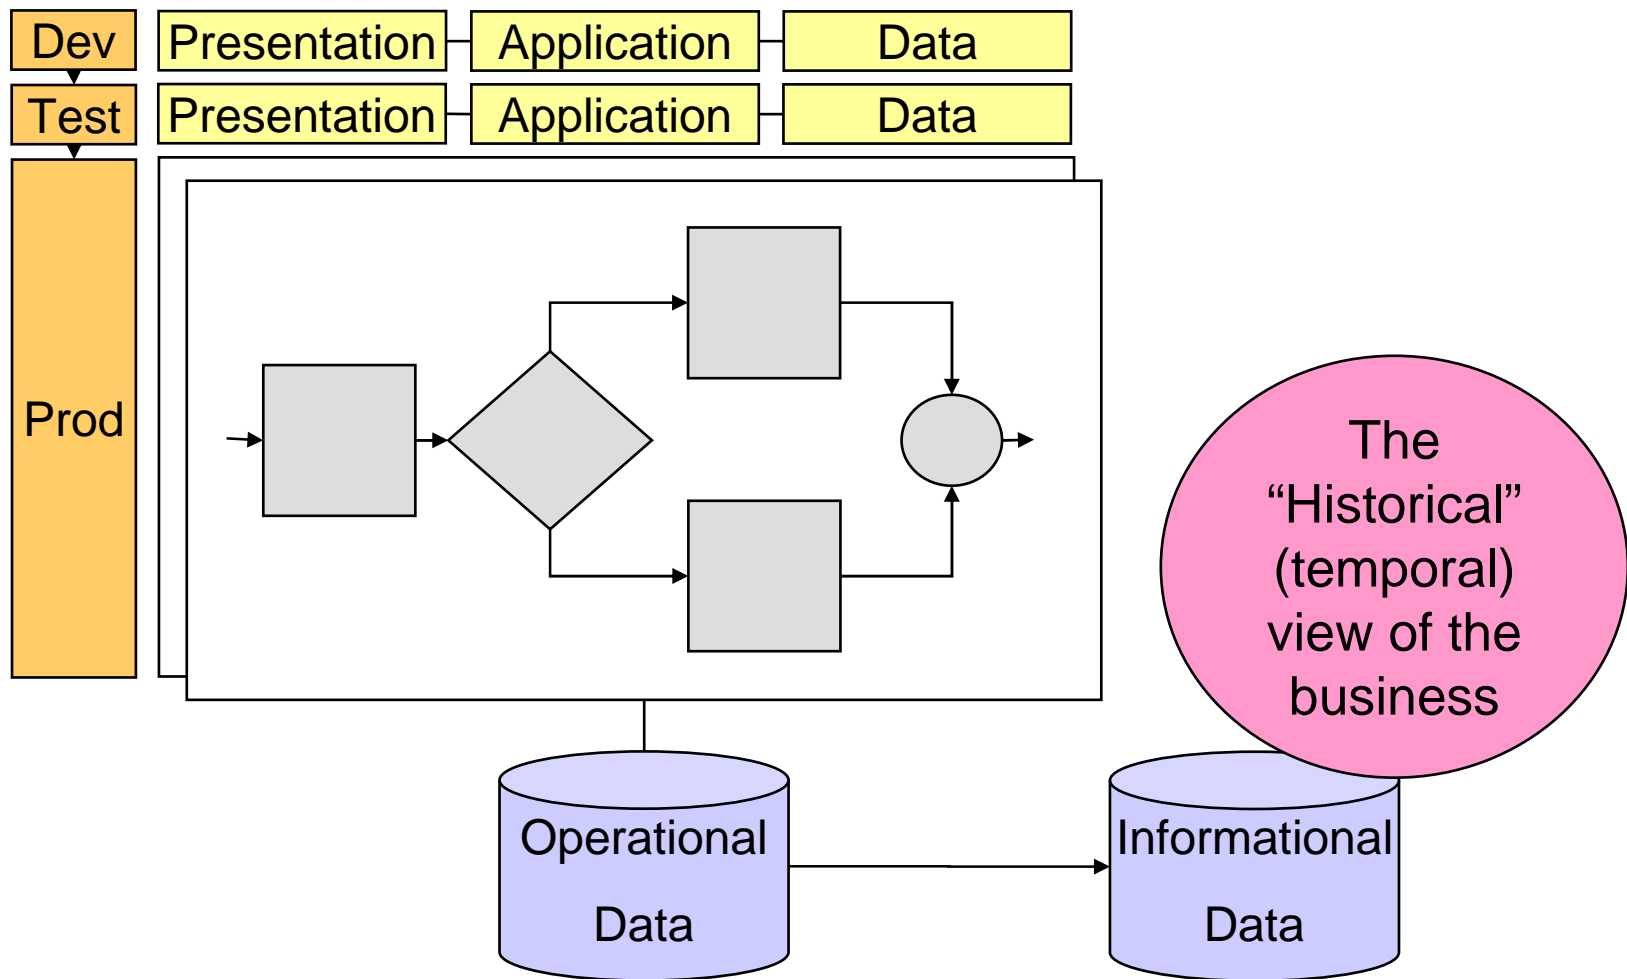 Dev
Presentation
Application
Data
Test
Presentation
Application
Data
Prod
The
“Historical”
(temporal)
view of the
business
Operational
Data
Informational
Data